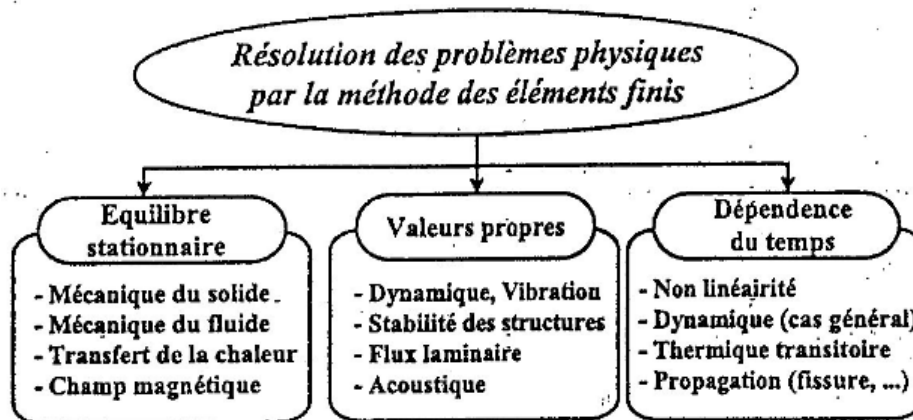 Résolution des problèmes physiques
par la méthode des éléments finis
Equilibre
stationnaire
- Mécanique du solide
- Mécanique du fluide
- Transfert de la chaleur
- Champ magnétique
Valeurs propres
- Dynamique, Vibration
- Stabilité des structures
- Flux laminaire
- Acoustique
Dépendence
du temps
- Non linéairité
- Dynamique (cas général)
- Thermique transitoire
- Propagation (fissure, ...)